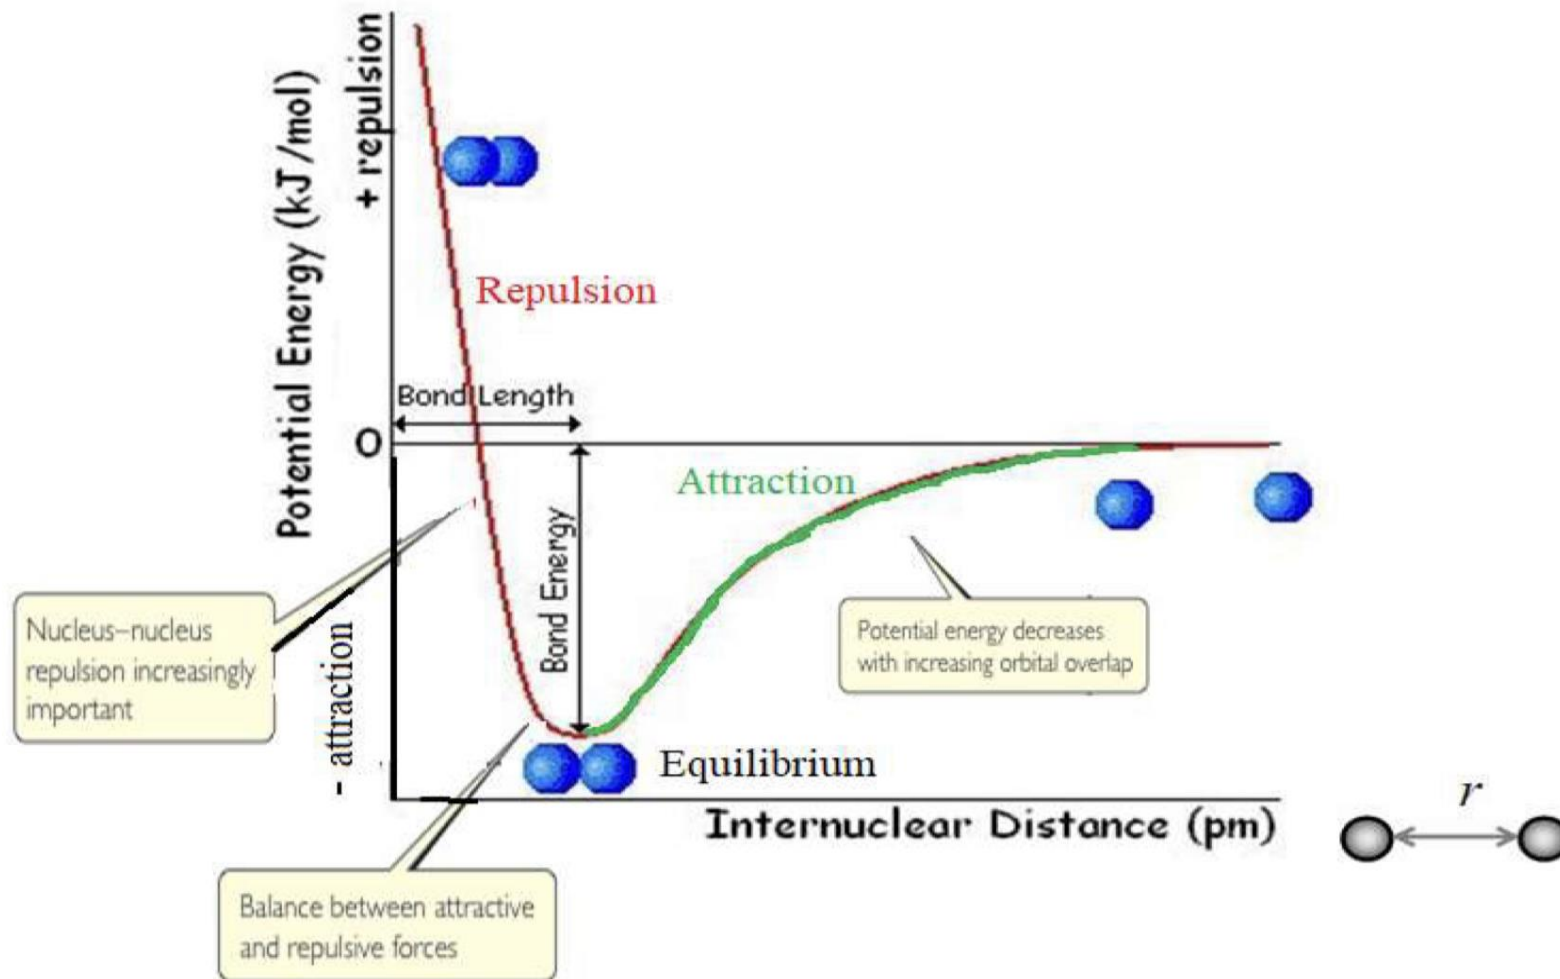 Potential Energy (kJ/mol)
+ repulsion
Repulsion
Bond Length
O
Attraction
Bond Energy
Nucleus–nucleus
repulsion increasingly
important
Potential energy decreases
with increasing orbital overlap
- attraction
Equilibrium
Internuclear Distance (pm)
r
Balance between attractive
and repulsive forces